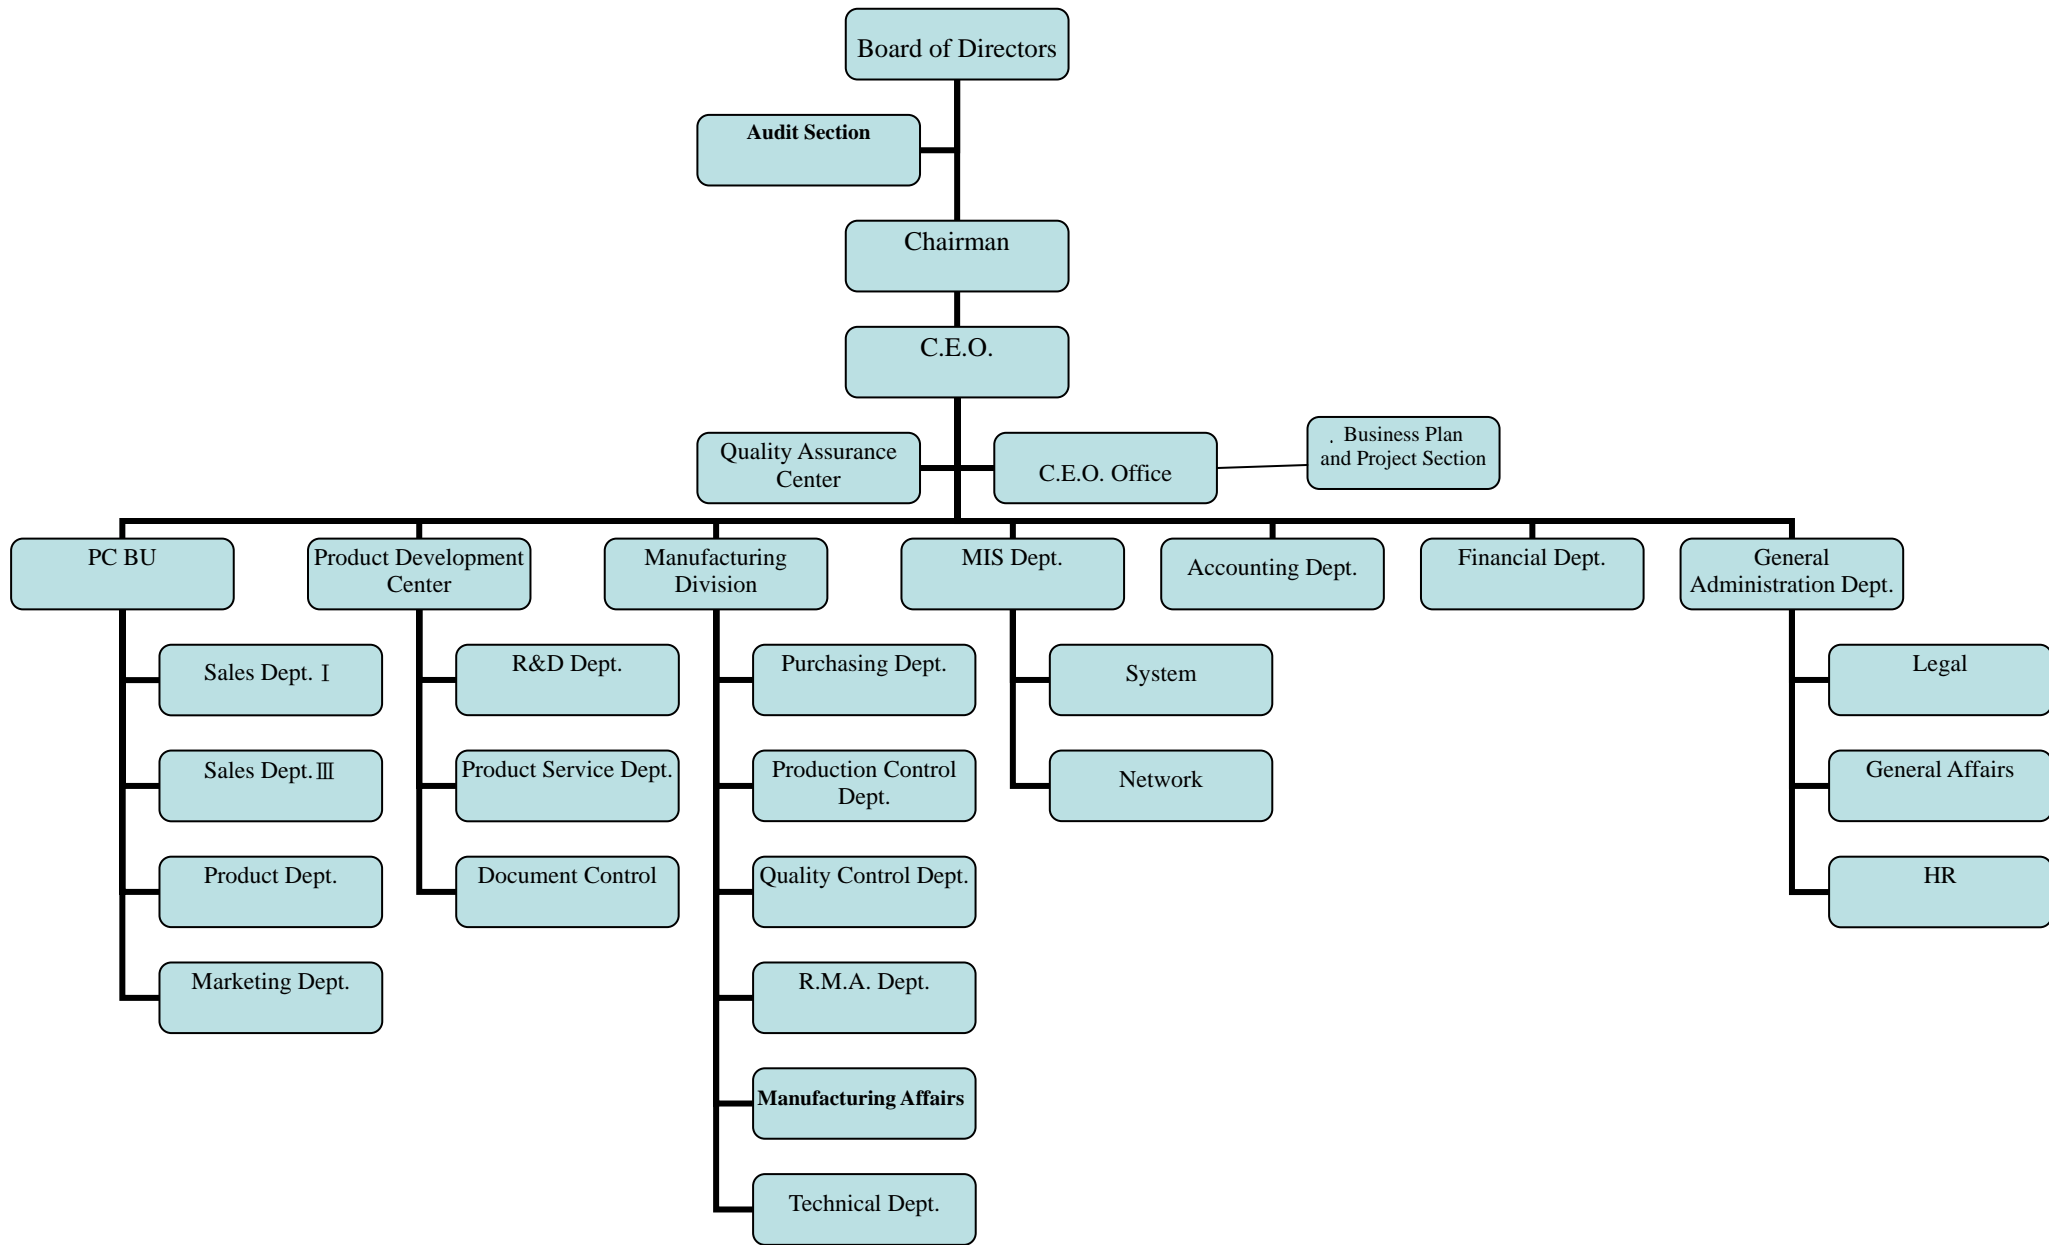 Board of Directors
Audit Section
Chairman
C.E.O.
Quality Assurance
Center
C.E.O. Office
. Business Plan
and Project Section
PC BU
Product Development
Center
Manufacturing
Division
MIS Dept.
Accounting Dept.
Financial Dept.
General
Administration Dept.
Sales Dept. Ⅰ
R&D Dept.
Purchasing Dept.
System
Legal
Sales Dept.Ⅲ
Product Service Dept.
Production Control
Dept.
Network
General Affairs
Product Dept.
Document Control
Quality Control Dept.
HR
Marketing Dept.
R.M.A. Dept.
Manufacturing Affairs
Technical Dept.